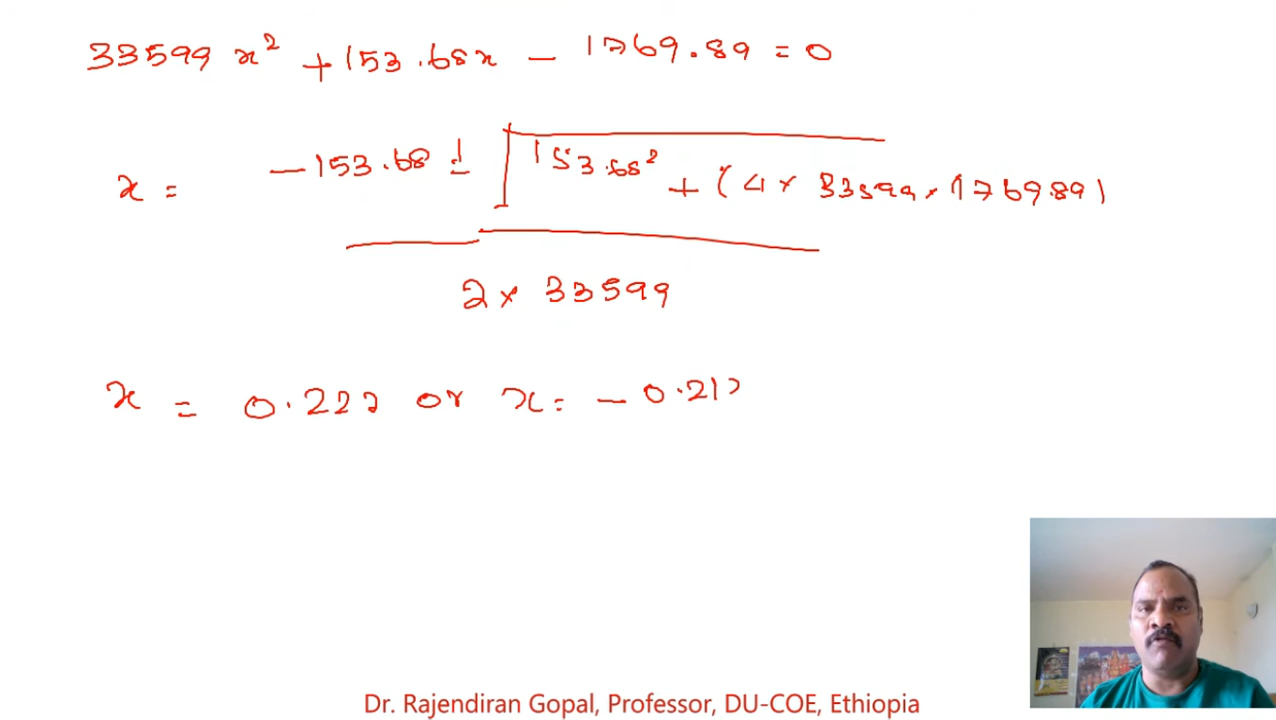 33599 x² + 153.68x - 1769.89 = 0
x = -153.68 ± √153.68² + (4 × 33599 × 1769.89)
2 × 33599
x = 0.222 or x = -0.217
Dr. Rajendiran Gopal, Professor, DU-COE, Ethiopia